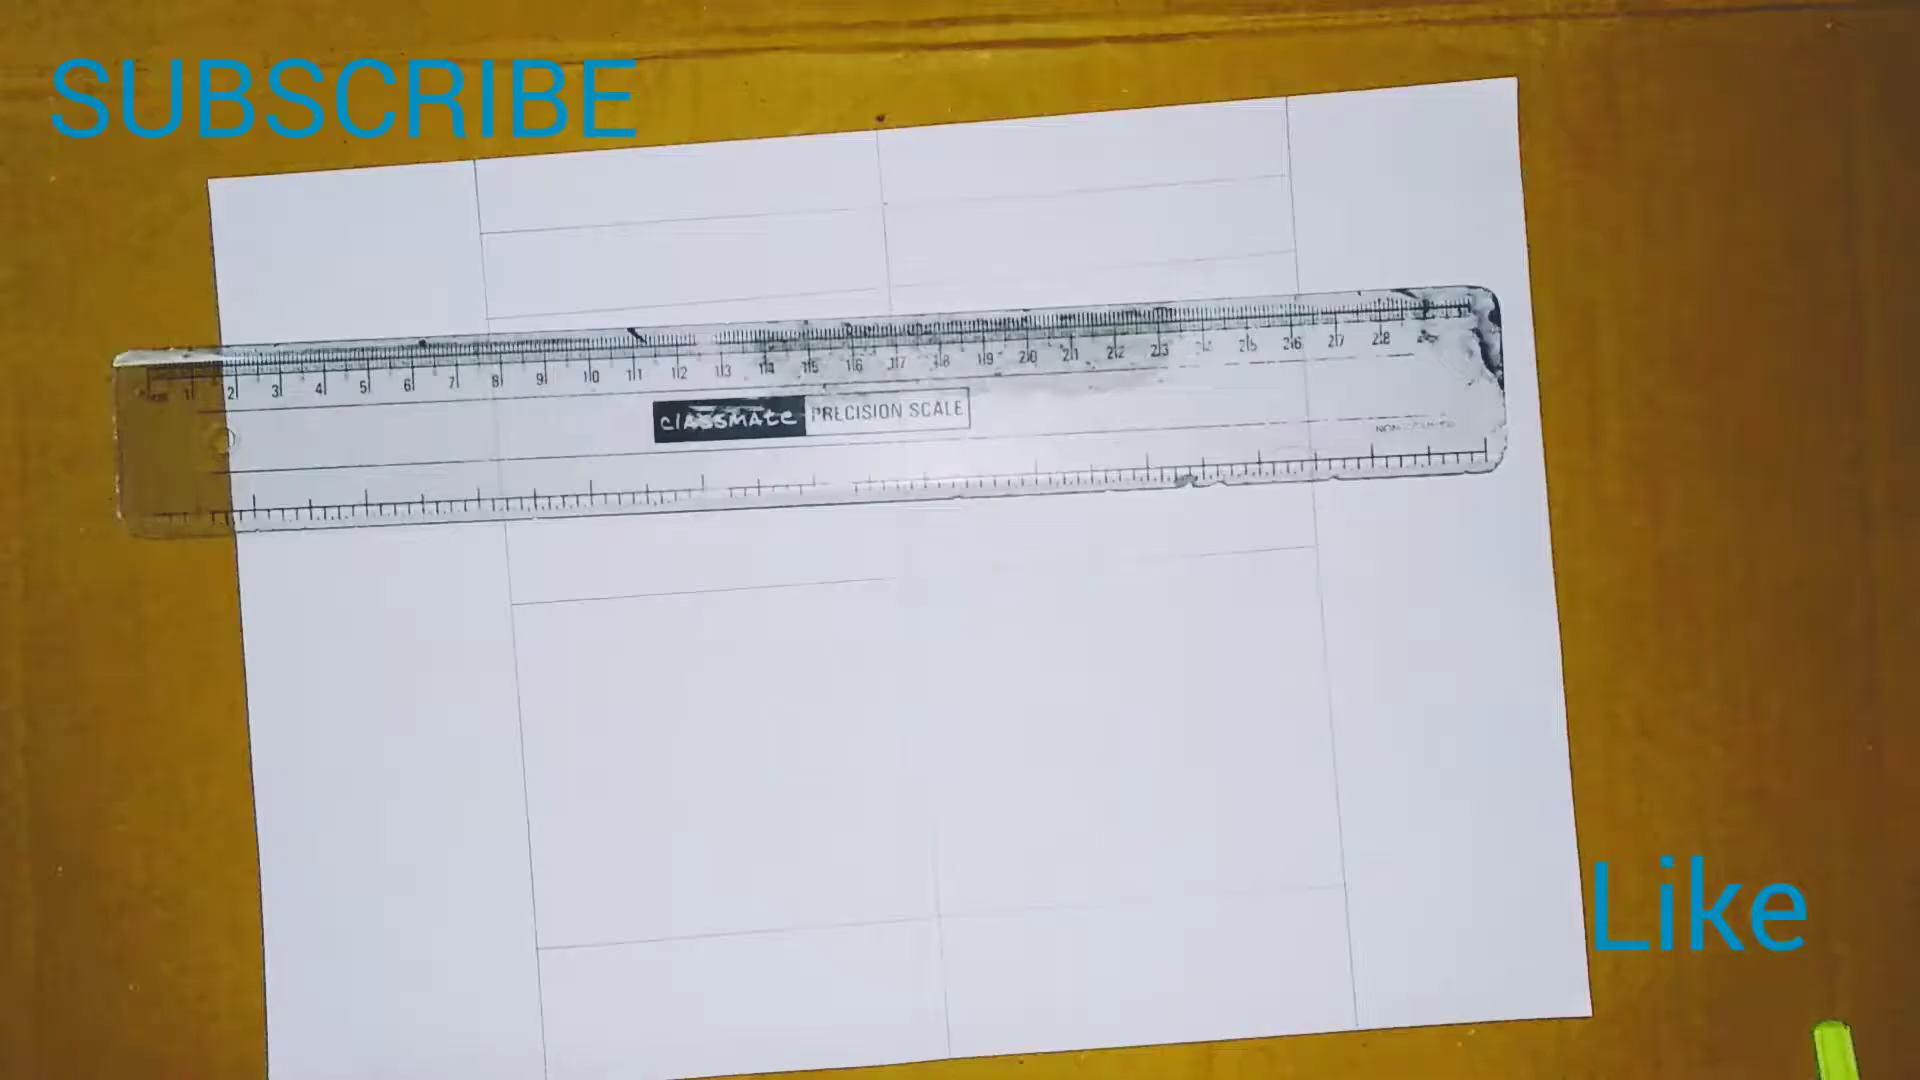 SUBSCRIBE
1 2 3 4 5 6 7 8 9 10 11 12 13 14 15 16 17 18 19 20 21 22 23 24 25 26 27 28
classmate PRECISION SCALE
Like